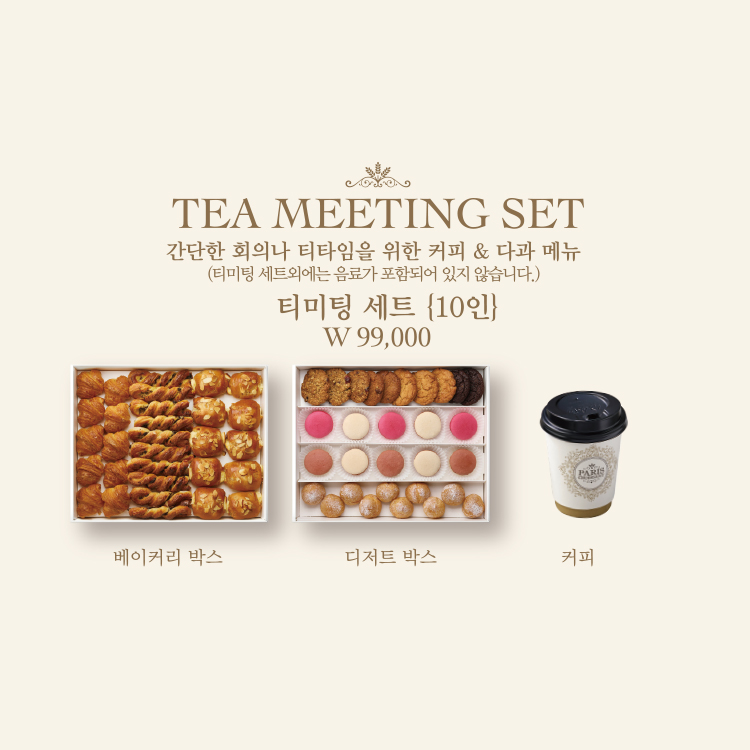 TEA MEETING SET
간단한 회의나 티타임을 위한 커피 & 다과 메뉴
(티미팅 세트외에는 음료가 포함되어 있지 않습니다.)
티미팅 세트 {10인}
W 99,000
PARIS
베이커리 박스
디저트 박스
커피